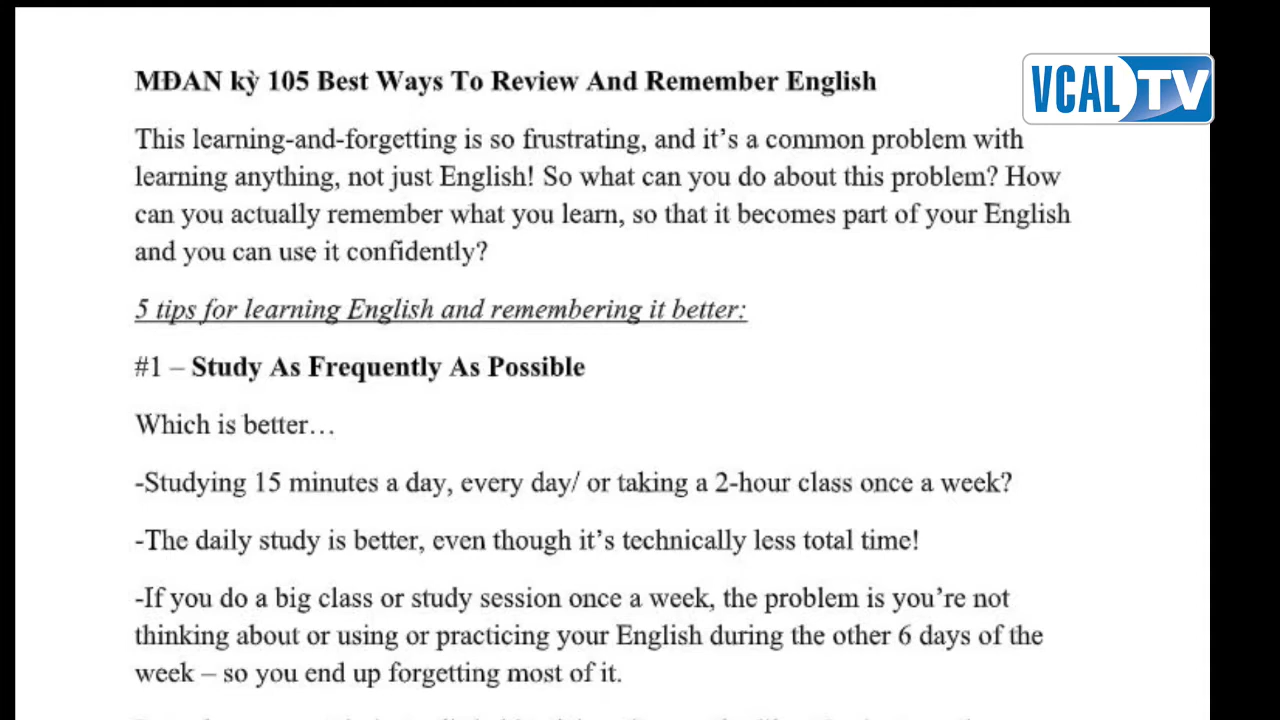 MĐAN kỳ 105 Best Ways To Review And Remember English
VCAL TV
This learning-and-forgetting is so frustrating, and it’s a common problem with
learning anything, not just English! So what can you do about this problem? How
can you actually remember what you learn, so that it becomes part of your English
and you can use it confidently?
5 tips for learning English and remembering it better:
#1 – Study As Frequently As Possible
Which is better…
-Studying 15 minutes a day, every day/ or taking a 2-hour class once a week?
-The daily study is better, even though it’s technically less total time!
-If you do a big class or study session once a week, the problem is you’re not
thinking about or using or practicing your English during the other 6 days of the
week – so you end up forgetting most of it.